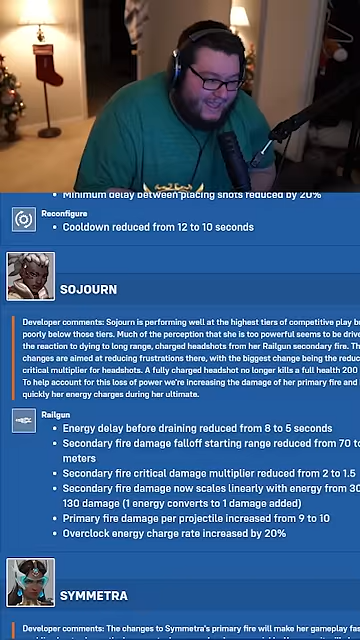 • Minimum delay between placing shots reduced by 20%
Reconfigure
• Cooldown reduced from 12 to 10 seconds
SOJOURN
Developer comments: Sojourn is performing well at the highest tiers of competitive play
poorly below those tiers. Much of the perception that she is too powerful seems to be
the reaction to dying to long range, charged headshots from her Railgun secondary fire.
changes are aimed at reducing frustrations there, with the biggest change being the
critical multiplier for headshots. A fully charged headshot no longer kills a full health 200
To help account for this loss of power we're increasing the damage of her primary fire and
quickly her energy charges during her ultimate.
Railgun
• Energy delay before draining reduced from 8 to 5 seconds
• Secondary fire damage falloff starting range reduced from 70 to
meters
• Secondary fire critical damage multiplier reduced from 2 to 1.5
• Secondary fire damage now scales linearly with energy from
130 damage (1 energy converts to 1 damage added)
• Primary fire damage per projectile increased from 9 to 10
• Overclock energy charge rate increased by 20%
SYMMETRA
Developer comments: The changes to Symmetra's primary fire will make her gameplay